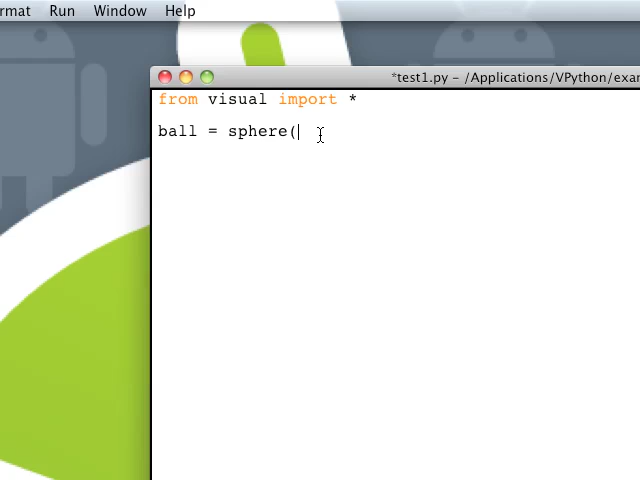 rmat Run Window Help
*test1.py – /Applications/VPython/exar
from visual import *
ball = sphere(